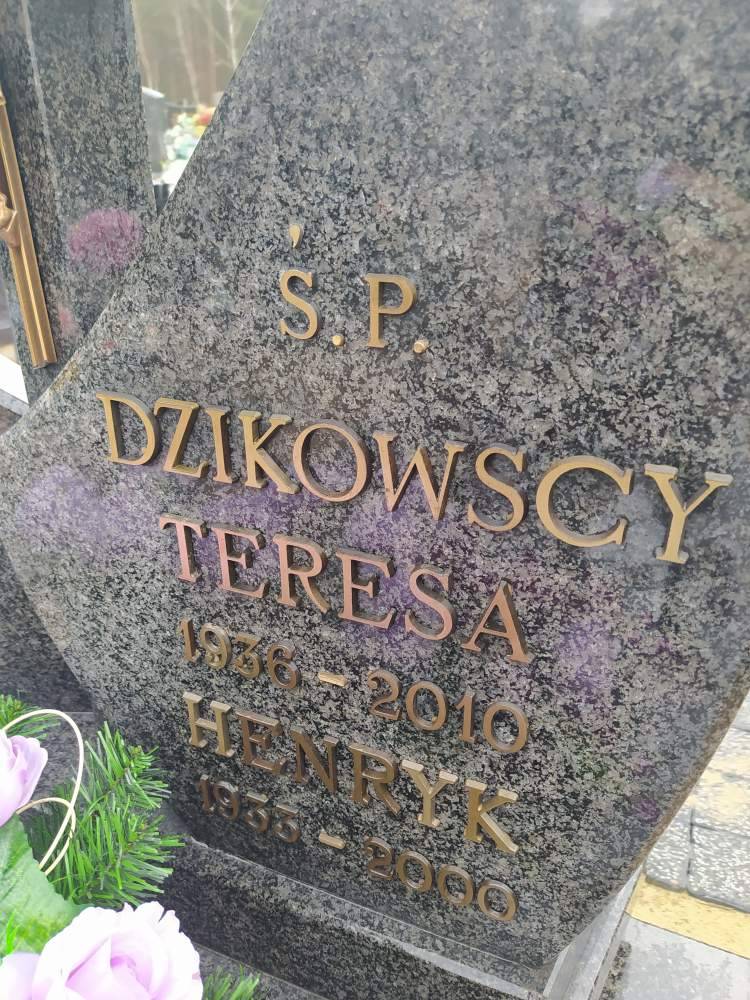 Ś.P.
DZIKOWSCY
TERESA
1936 - 2010
HENRYK
1933 - 2000